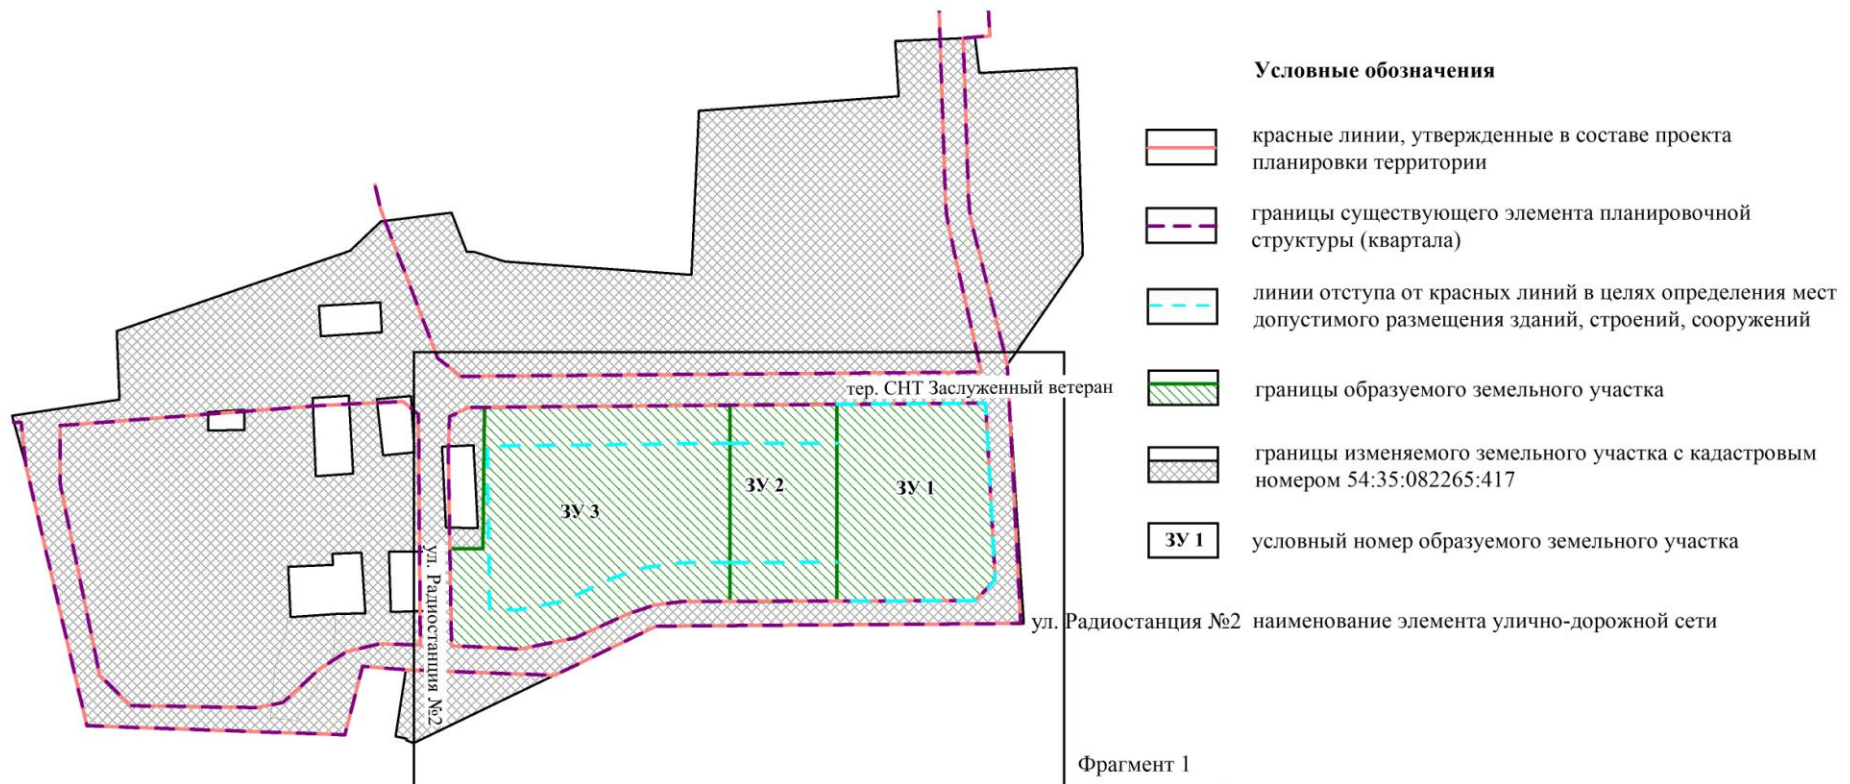 Условные обозначения
красные линии, утвержденные в составе проекта
планировки территории
границы существующего элемента планировочной
структуры (квартала)
линии отступа от красных линий в целях определения мест
допустимого размещения зданий, строений, сооружений
границы образуемого земельного участка
границы изменяемого земельного участка с кадастровым
номером 54:35:082265:417
ЗУ 1 условный номер образуемого земельного участка
ул. Радиостанция №2 наименование элемента улично-дорожной сети
тер. СНТ Заслуженный ветеран
ЗУ 3
ЗУ 2
ЗУ 1
ул. Радиостанция №2
Фрагмент 1